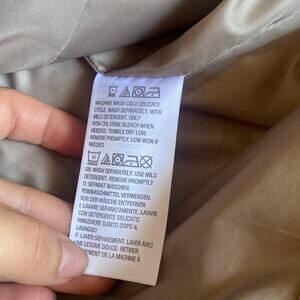 MACHINE WASH COLD DELICATE
CYCLE. WASH SEPARATELY, WITH
MILD DETERGENT. ONLY
NON-CHLORINE BLEACH WHEN
NEEDED. TUMBLE DRY LOW.
REMOVE PROMPTLY. LOW IRON IF
NEEDED
GB: WASH SEPARATELY. USE MILD
DETERGENT; REMOVE PROMPTLY
D: SEPARAT WASCHEN.
FEINWASCHMITTEL VERWENDEN
VOR DER WÄSCHE ENTFERNEN
I: LAVARE SEPARATAMENTE. CON
DETERGENTE DELICATO.
RIMUOVERE SUBITO DOPO IL
LAVAGGIO
F: LAVER SÉPARÉMENT. LAVER AVEC
UNE LESSIVE DOUCE. RETIRER
PROMPTEMENT DE LA MACHINE À